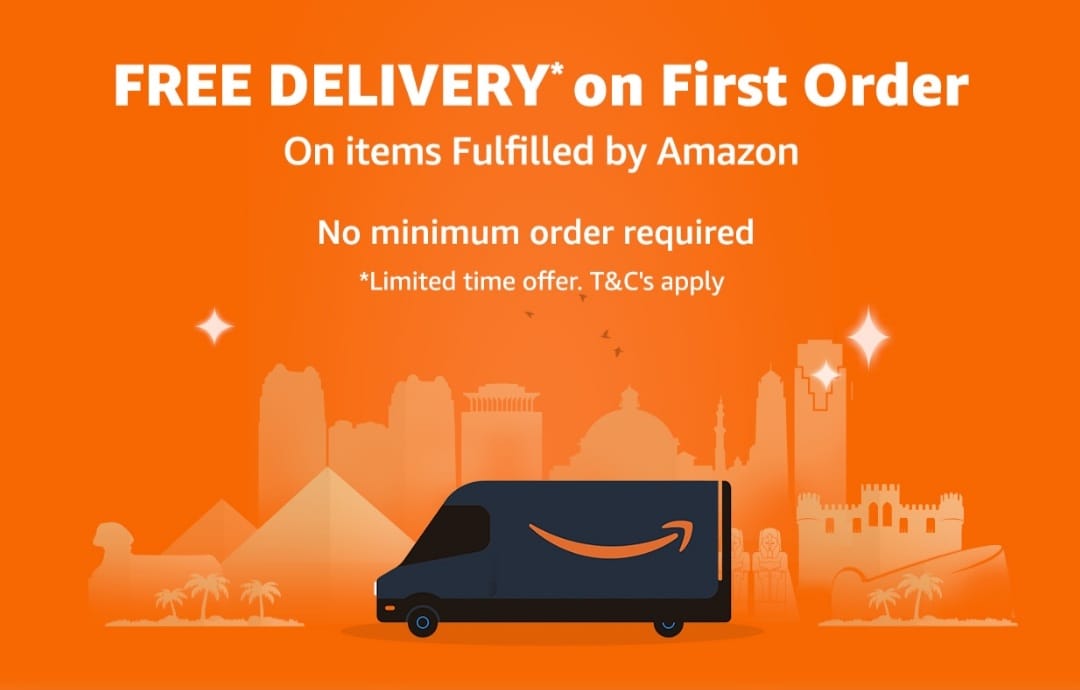 FREE DELIVERY* on First Order
On items Fulfilled by Amazon
No minimum order required
*Limited time offer. T&C's apply